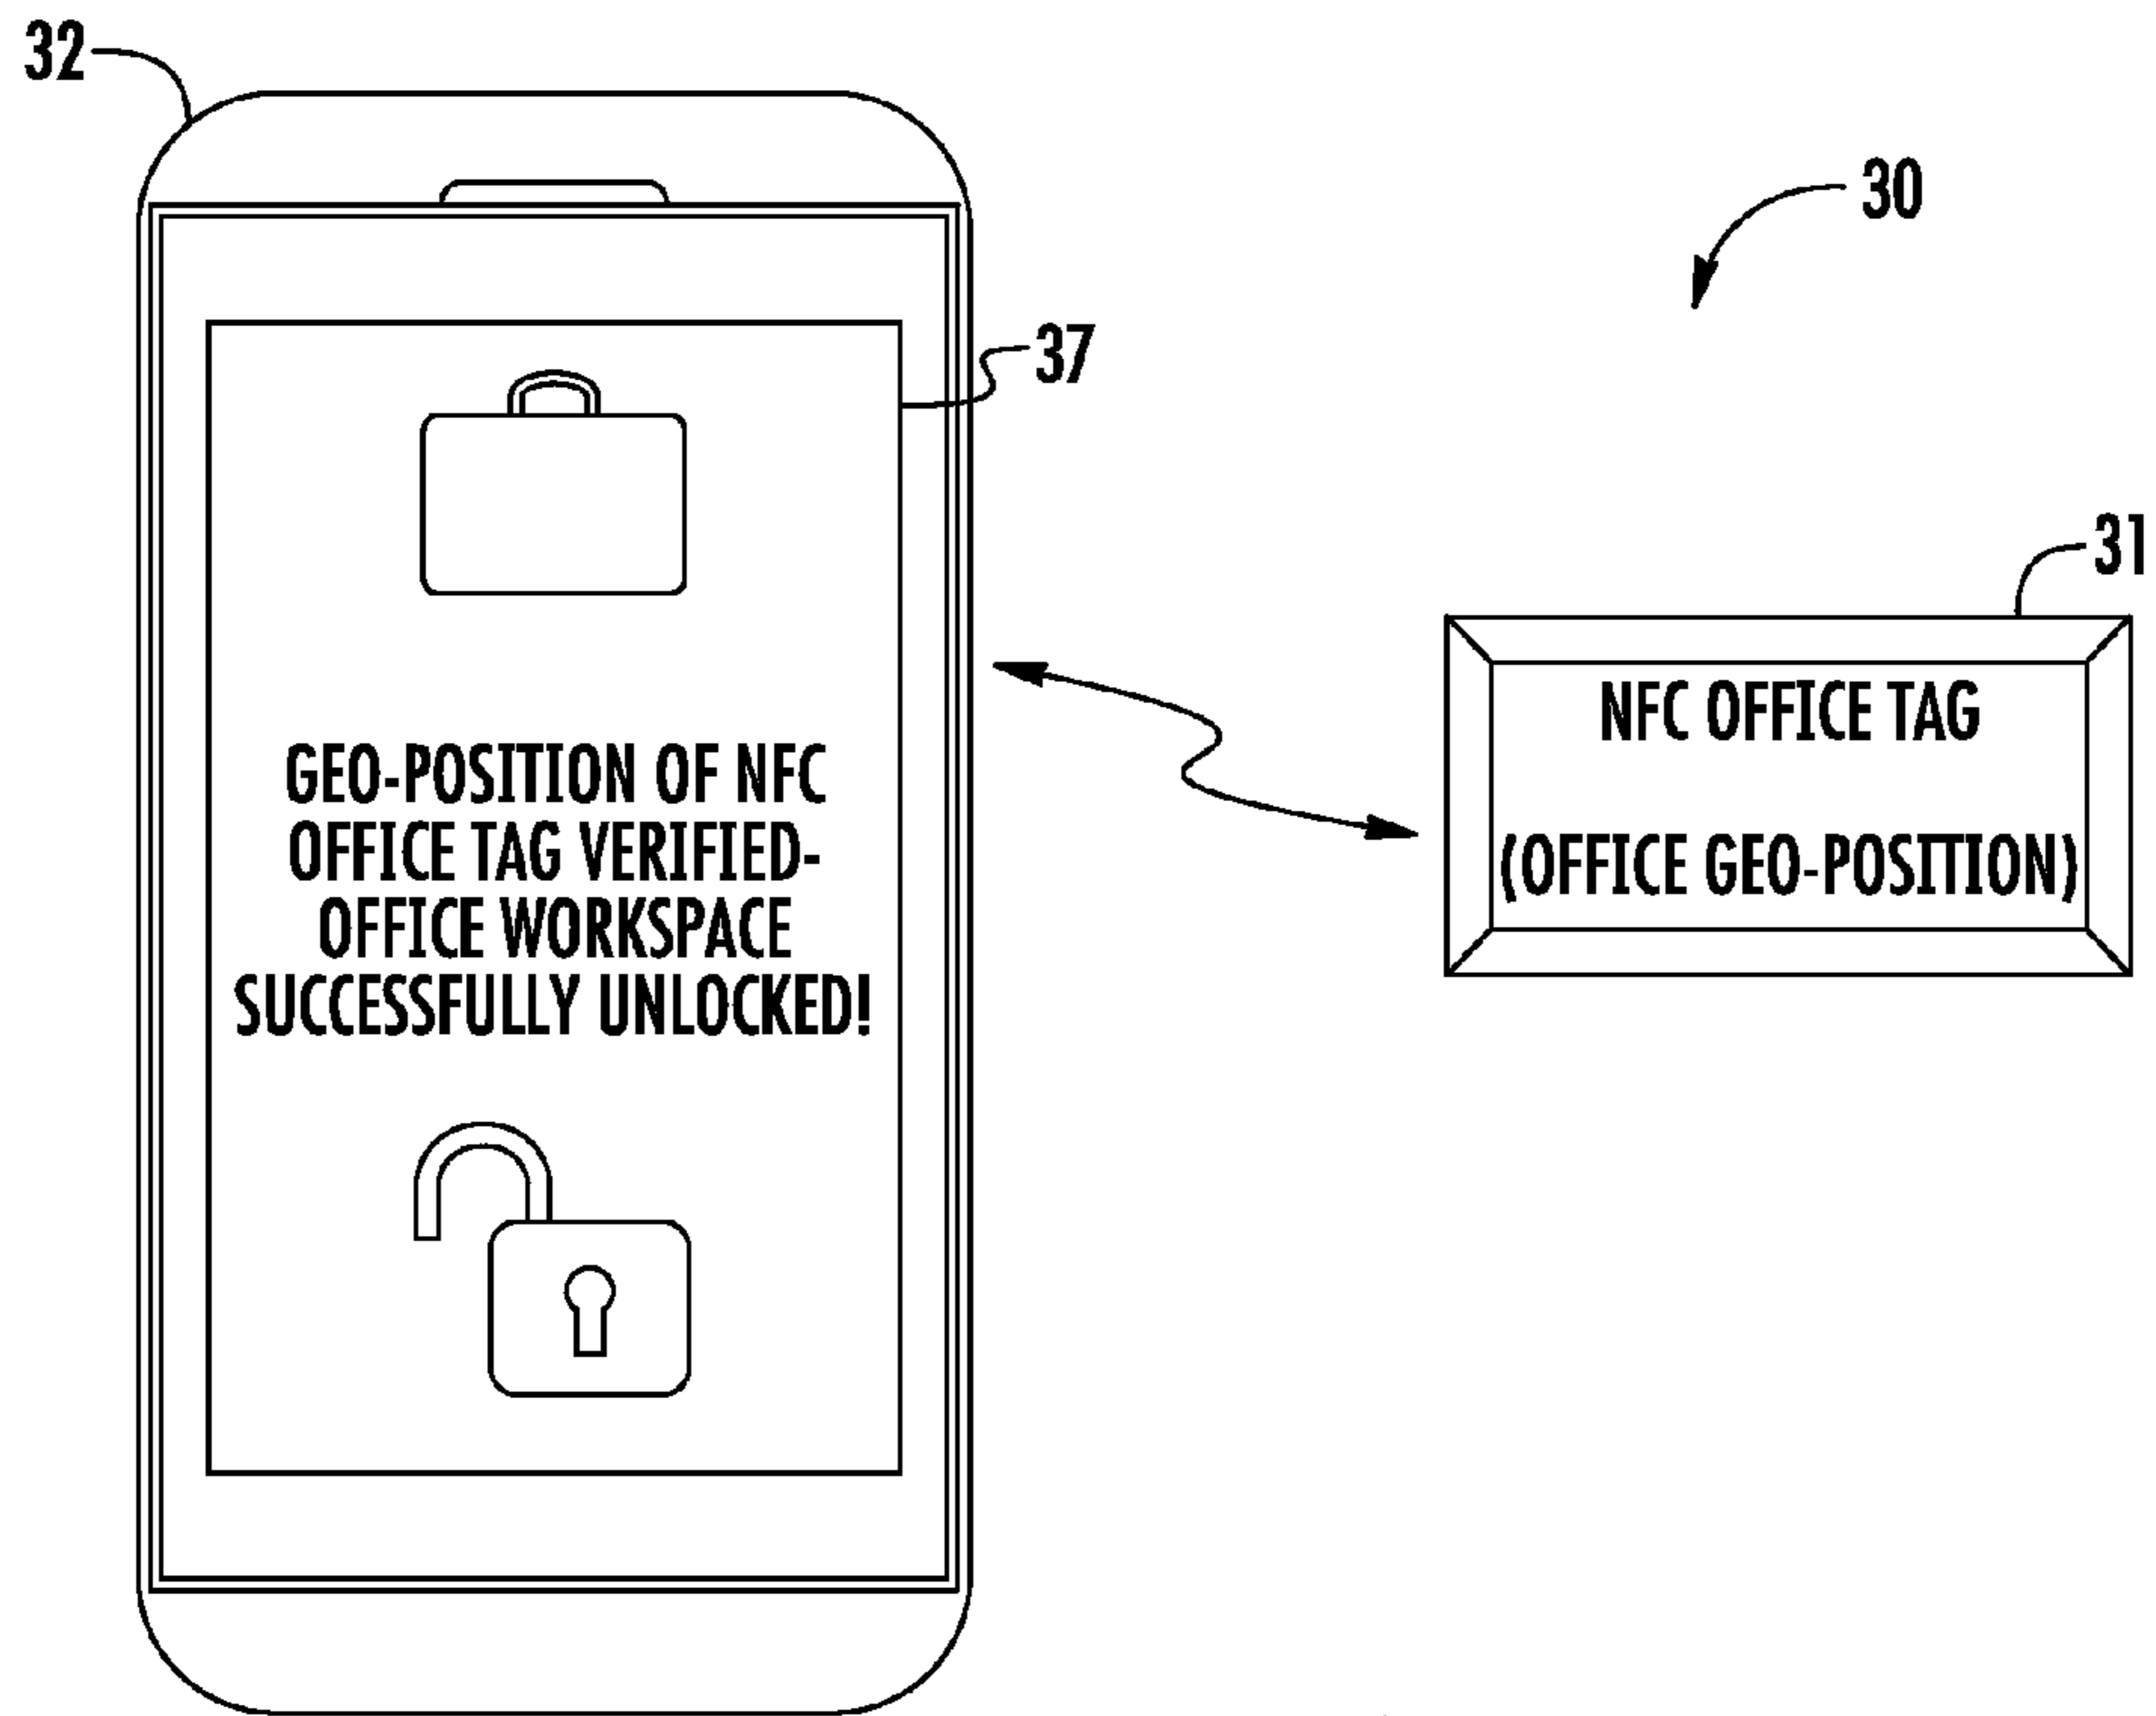 32
30
37
31
NFC OFFICE TAG
(OFFICE GEO-POSITION)
GEO-POSITION OF NFC
OFFICE TAG VERIFIED-
OFFICE WORKSPACE
SUCCESSFULLY UNLOCKED!